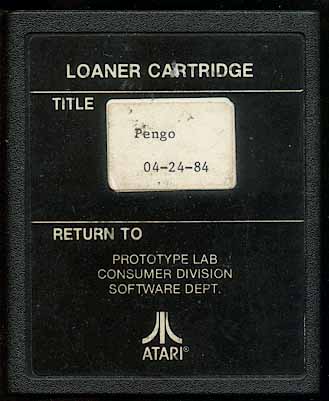 LOANER CARTRIDGE
TITLE
Pengo
04-24-84
RETURN TO
PROTOTYPE LAB
CONSUMER DIVISION
SOFTWARE DEPT.
ATARI®